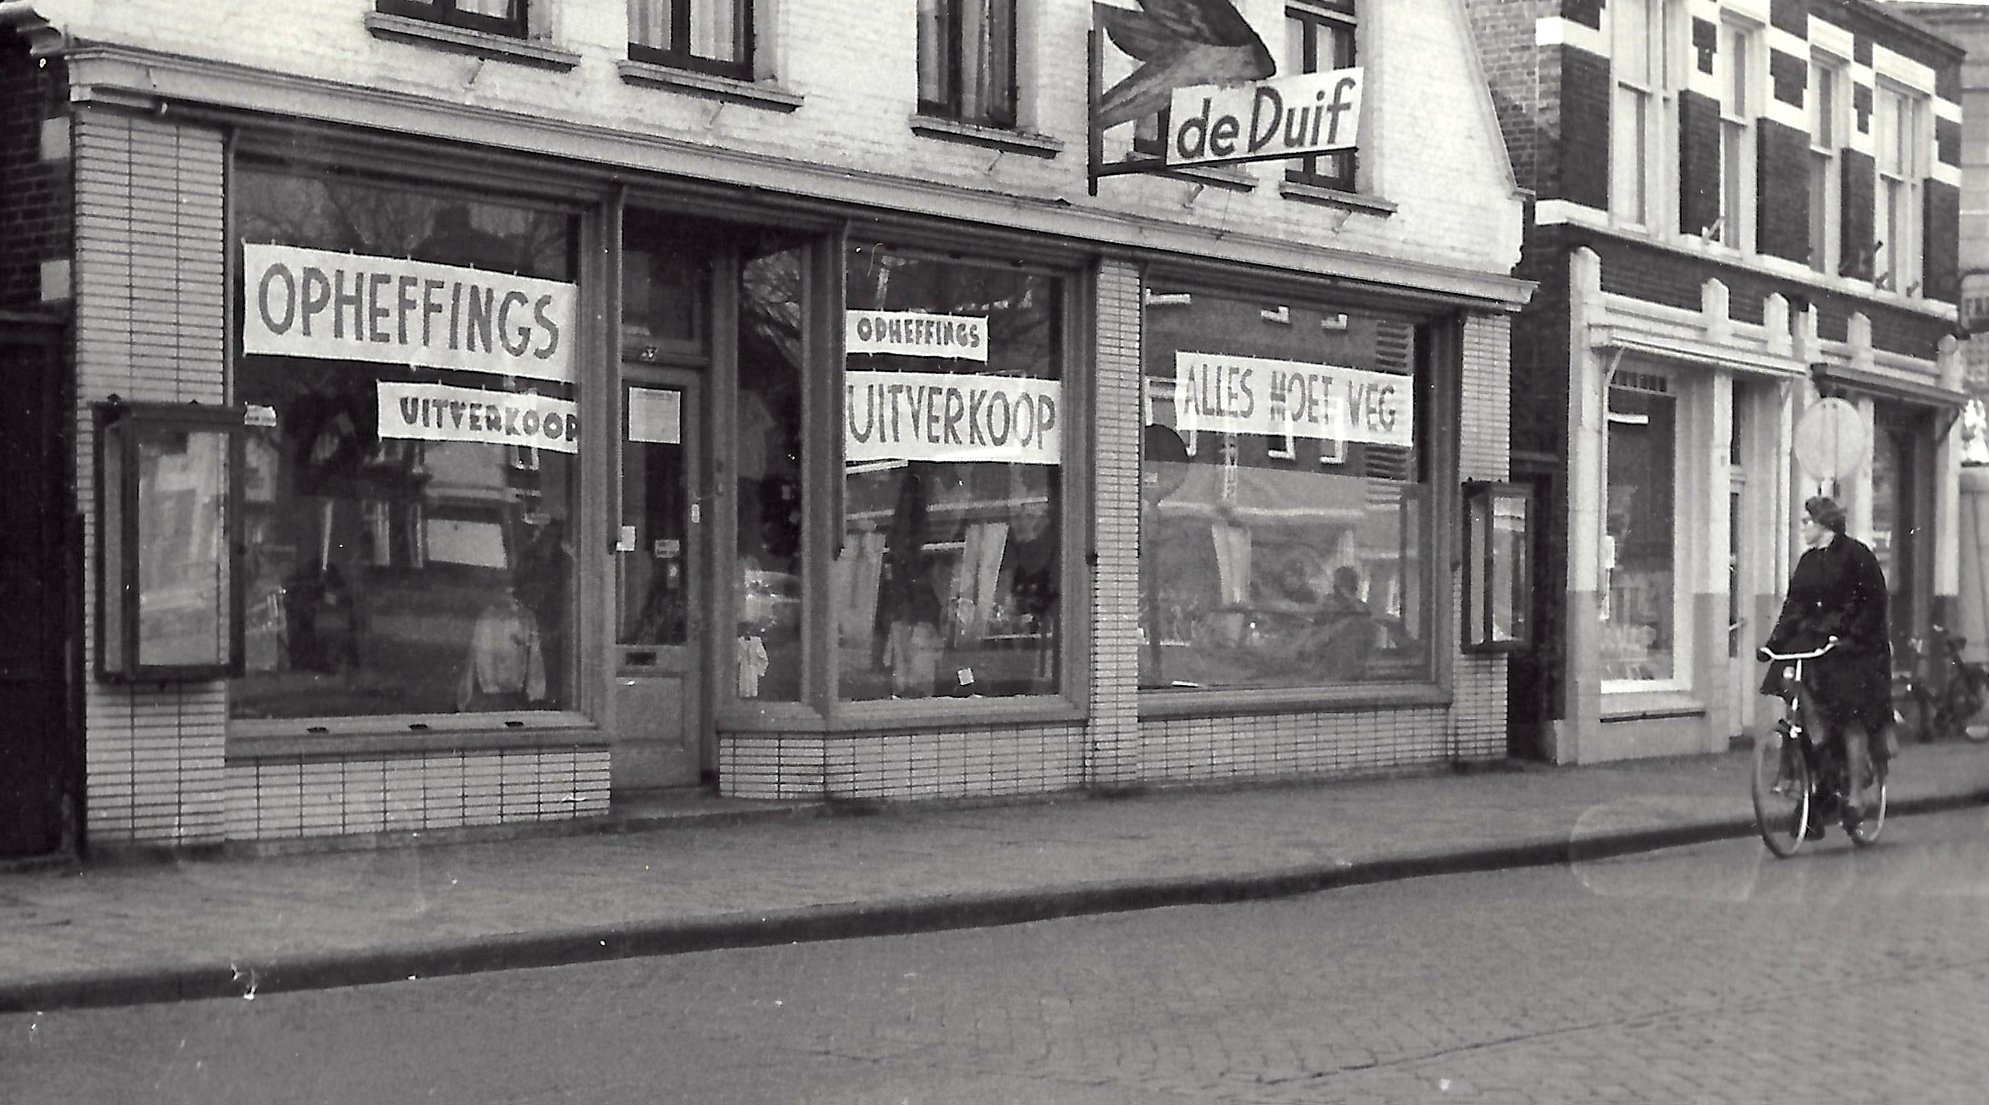 de Duif
OPHEFFINGS
UITVERKOOP
OPHEFFINGS
UITVERKOOP
ALLES MOET WEG